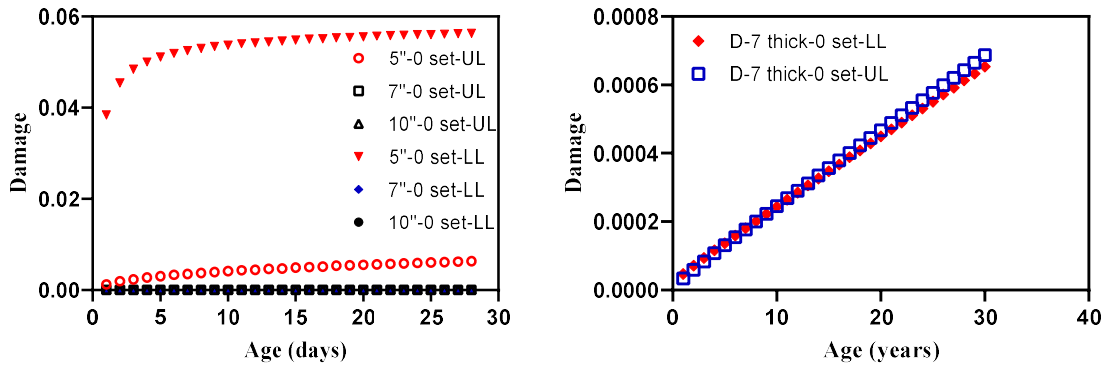 0.06
0.04
0.02
0.00
Damage
0
5
10
15
20
25
30
Age (days)
5"-0 set-UL
7"-0 set-UL
10"-0 set-UL
5"-0 set-LL
7"-0 set-LL
10"-0 set-LL
0.0008
0.0006
0.0004
0.0002
0.0000
Damage
0
10
20
30
40
Age (years)
D-7 thick-0 set-LL
D-7 thick-0 set-UL